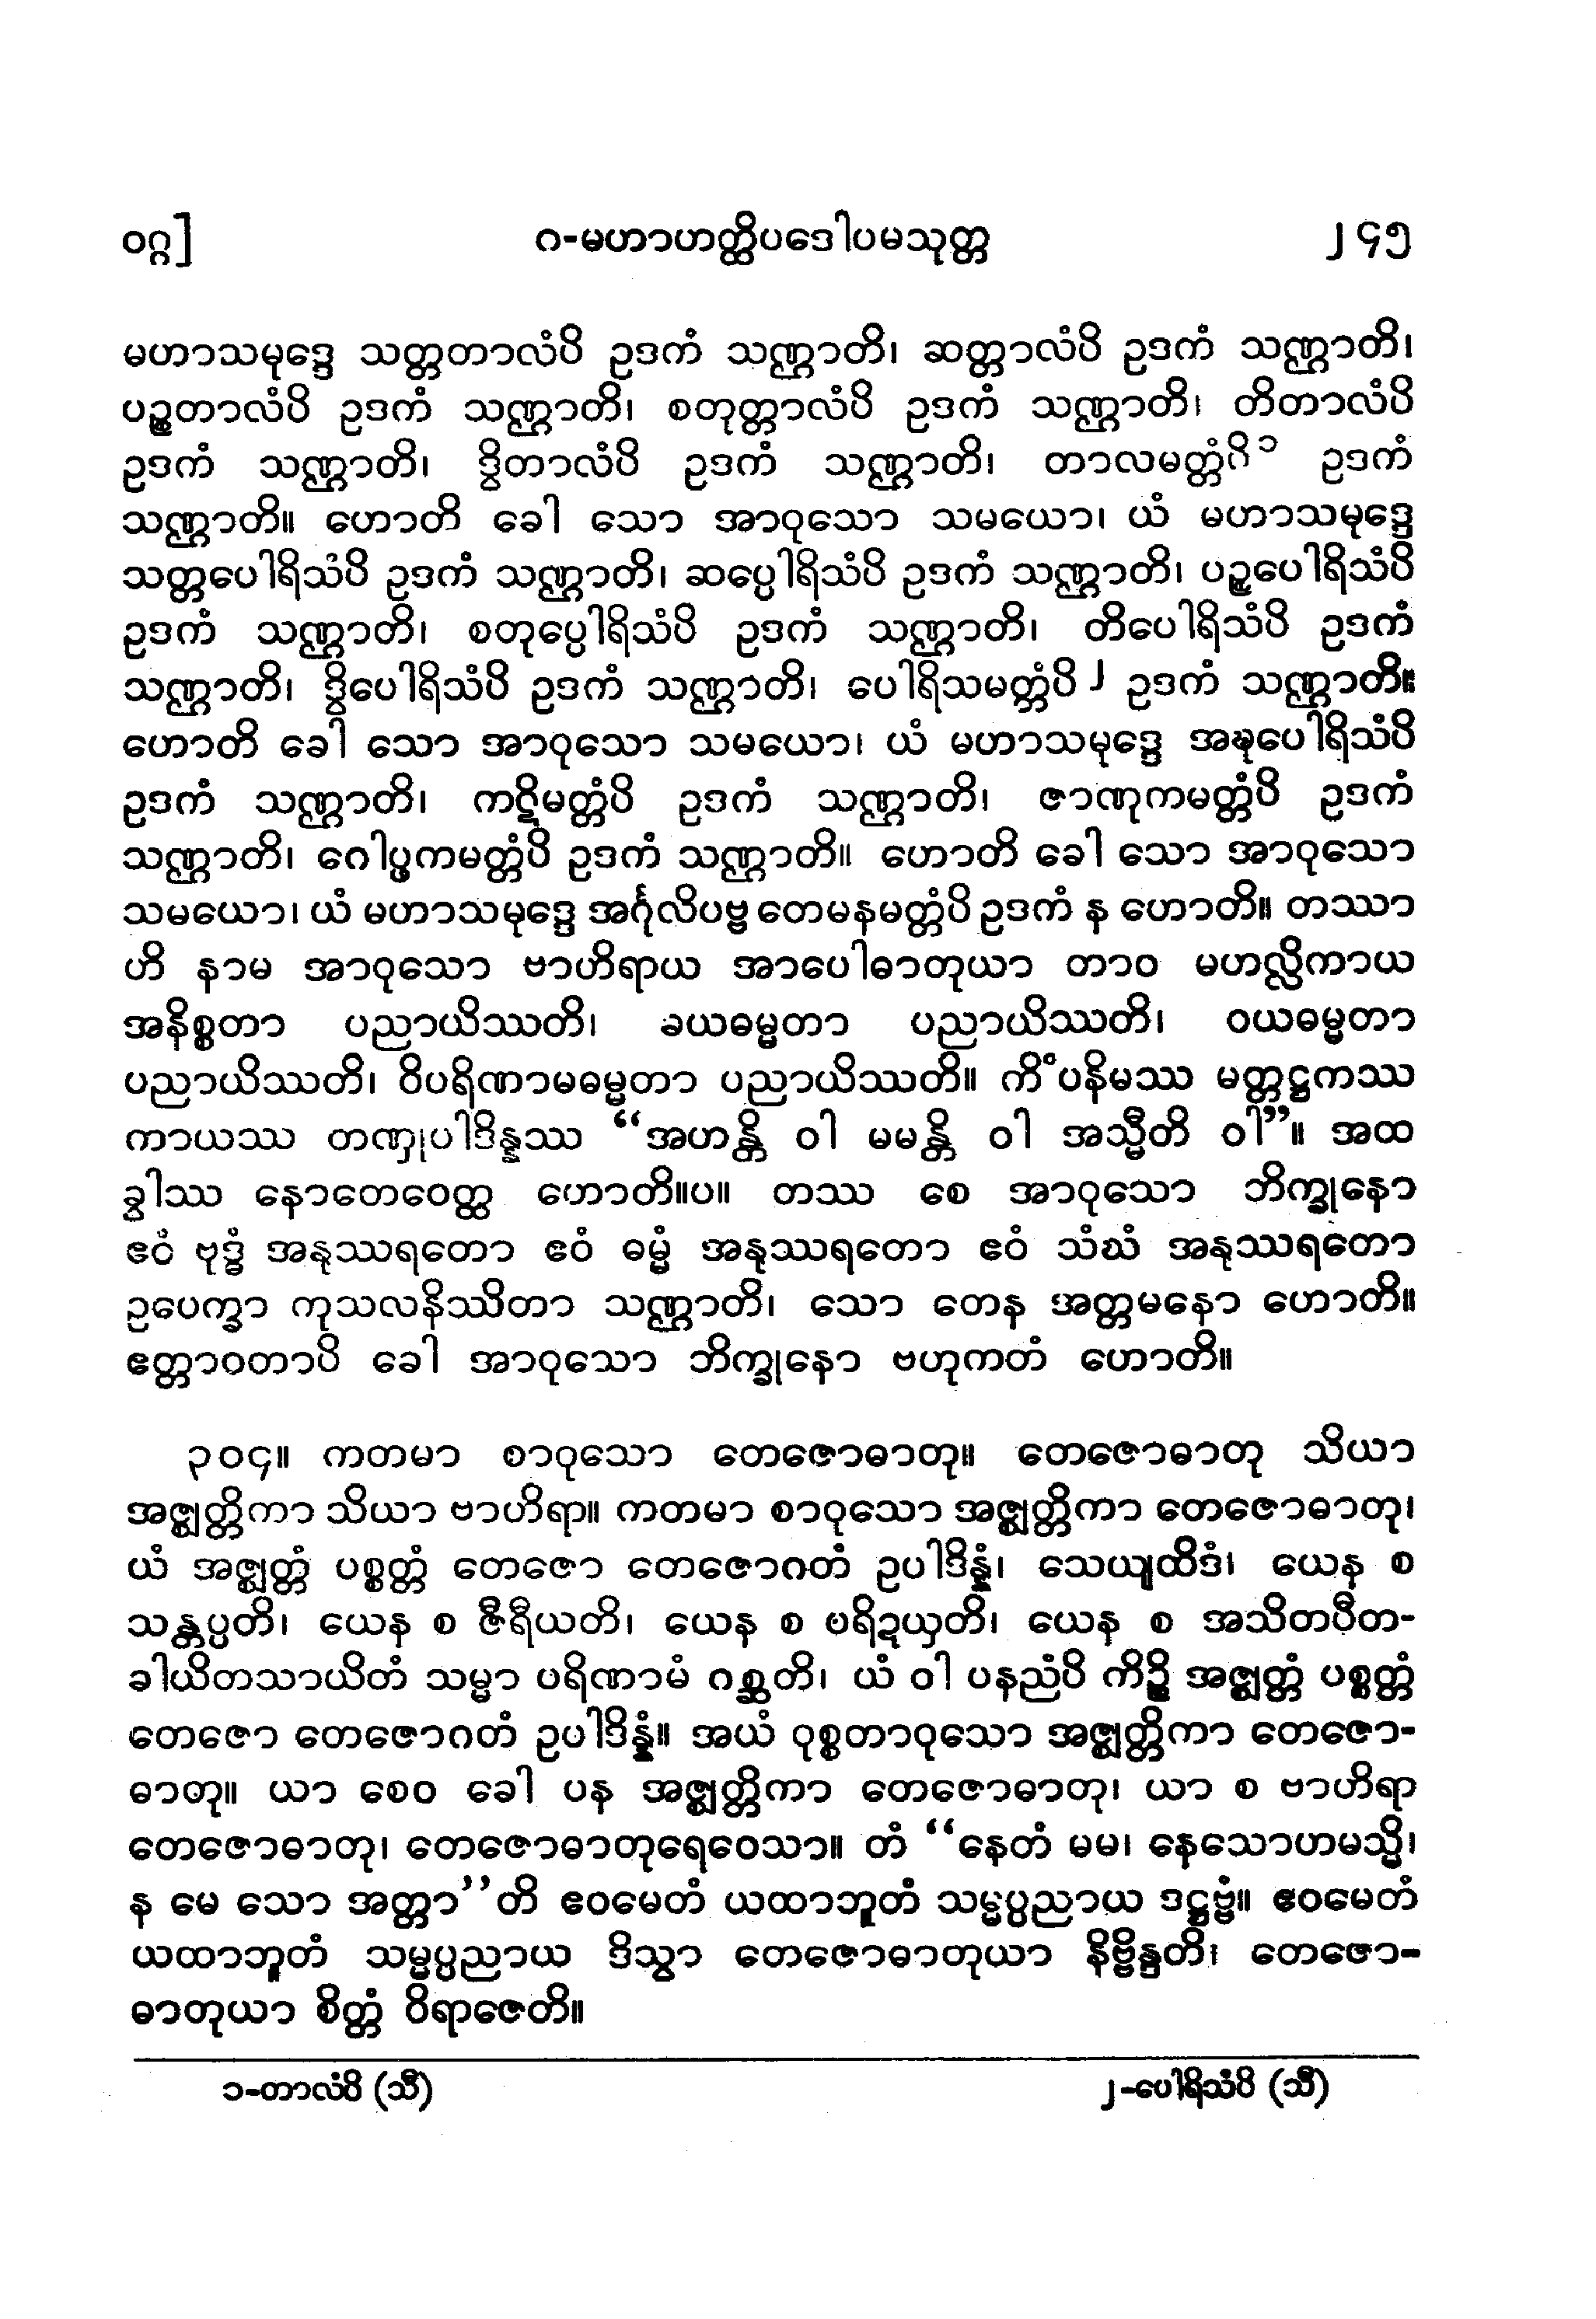 ဝဂ္ဂ] ဂ-မဟာဟတ္ထိပဒေါပမသုတ္တ ၂၄၅
မဟာသမုဒ္ဒေ သတ္တတာလံပိ ဥဒကံ သဏ္ဌာတိ၊ ဆတ္တာလံပိ ဥဒကံ သဏ္ဌာတိ၊
ပဉ္စတာလံပိ ဥဒကံ သဏ္ဌာတိ၊ စတုတ္တာလံပိ ဥဒကံ သဏ္ဌာတိ၊ တိတာလံပိ
ဥဒကံ သဏ္ဌာတိ၊ ဒွိတာလံပိ ဥဒကံ သဏ္ဌာတိ၊ တာလမတ္တံပိ၁ ဥဒကံ
သဏ္ဌာတိ။ ဟောတိ ခေါ သော အာဝုသော သမယော၊ ယံ မဟာသမုဒ္ဒေ
သတ္တပေါရိသံပိ ဥဒကံ သဏ္ဌာတိ၊ ဆပ္ပေါရိသံပိ ဥဒကံ သဏ္ဌာတိ၊ ပဉ္စပေါရိသံပိ
ဥဒကံ သဏ္ဌာတိ၊ စတုပ္ပေါရိသံပိ ဥဒကံ သဏ္ဌာတိ၊ တိပေါရိသံပိ ဥဒကံ
သဏ္ဌာတိ၊ ဒွိပေါရိသံပိ ဥဒကံ သဏ္ဌာတိ၊ ပေါရိသမတ္တံပိ၂ ဥဒကံ သဏ္ဌာတိ။
ဟောတိ ခေါ သော အာဝုသော သမယော၊ ယံ မဟာသမုဒ္ဒေ အဍ္ဎပေါရိသံပိ
ဥဒကံ သဏ္ဌာတိ၊ ကဋိမတ္တံပိ ဥဒကံ သဏ္ဌာတိ၊ ဇာဏုကမတ္တံပိ ဥဒကံ
သဏ္ဌာတိ၊ ဂေါပ္ဖကမတ္တံပိ ဥဒကံ သဏ္ဌာတိ။ ဟောတိ ခေါ သော အာဝုသော
သမယော၊ ယံ မဟာသမုဒ္ဒေ အင်္ဂုလိပဗ္ဗ တေမနမတ္တံပိ ဥဒကံ န ဟောတိ။ တဿာ
ဟိ နာမ အာဝုသော ဗာဟိရာယ အာပေါဓာတုယာ တာဝ မဟလ္လိကာယ
အနိစ္စတာ ပညာယိဿတိ၊ ခယဓမ္မတာ ပညာယိဿတိ၊ ဝယဓမ္မတာ
ပညာယိဿတိ၊ ဝိပရိဏာမဓမ္မတာ ပညာယိဿတိ။ ကိံပနိမဿ မတ္တဋ္ဌကဿ
ကာယဿ တဏှုပါဒိန္နဿ “အဟန္တိ ဝါ မမန္တိ ဝါ အသ္မီတိ ဝါ”။ အထ
ခွါဿ နောတေဝေတ္ထ ဟောတိ။ပ။ တဿ စေ အာဝုသော ဘိက္ခုနော
ဧဝံ ဗုဒ္ဓံ အနုဿရတော ဧဝံ ဓမ္မံ အနုဿရတော ဧဝံ သံဃံ အနုဿရတော
ဥပေက္ခာ ကုသလနိဿိတာ သဏ္ဌာတိ၊ သော တေန အတ္တမနော ဟောတိ။
ဧတ္တာဝတာပိ ခေါ အာဝုသော ဘိက္ခုနော ဗဟုကတံ ဟောတိ။
၃၀၄။ ကတမာ စာဝုသော တေဇောဓာတု။ တေဇောဓာတု သိယာ
အဇ္ဈတ္တိကာ သိယာ ဗာဟိရာ။ ကတမာ စာဝုသော အဇ္ဈတ္တိကာ တေဇောဓာတု၊
ယံ အဇ္ဈတ္တံ ပစ္စတ္တံ တေဇော တေဇောဂတံ ဥပါဒိန္နံ၊ သေယျထိဒံ၊ ယေန စ
သန္တပ္ပတိ၊ ယေန စ ဇီရီယတိ၊ ယေန စ ပရိဍယှတိ၊ ယေန စ အသိတပီတ-
ခါယိတသာယိတံ သမ္မာ ပရိဏာမံ ဂစ္ဆတိ၊ ယံ ဝါ ပနညံပိ ကိဉ္စိ အဇ္ဈတ္တံ ပစ္စတ္တံ
တေဇော တေဇောဂတံ ဥပါဒိန္နံ။ အယံ ဝုစ္စတာဝုသော အဇ္ဈတ္တိကာ တေဇော-
ဓာတု။ ယာ စေဝ ခေါ ပန အဇ္ဈတ္တိကာ တေဇောဓာတု၊ ယာ စ ဗာဟိရာ
တေဇောဓာတု၊ တေဇောဓာတုရေဝေသာ။ တံ “နေတံ မမ၊ နေသောဟမသ္မိ၊
န မေ သော အတ္တာ”တိ ဧဝမေတံ ယထာဘူတံ သမ္မပ္ပညာယ ဒဋ္ဌဗ္ဗံ။ ဧဝမေတံ
ယထာဘူတံ သမ္မပ္ပညာယ ဒိသွာ တေဇောဓာတုယာ နိဗ္ဗိန္ဒတိ၊ တေဇော-
ဓာတုယာ စိတ္တံ ဝိရာဇေတိ။
၁-တာလံပိ (သီ) ၂-ပေါရိသံပိ (သီ)